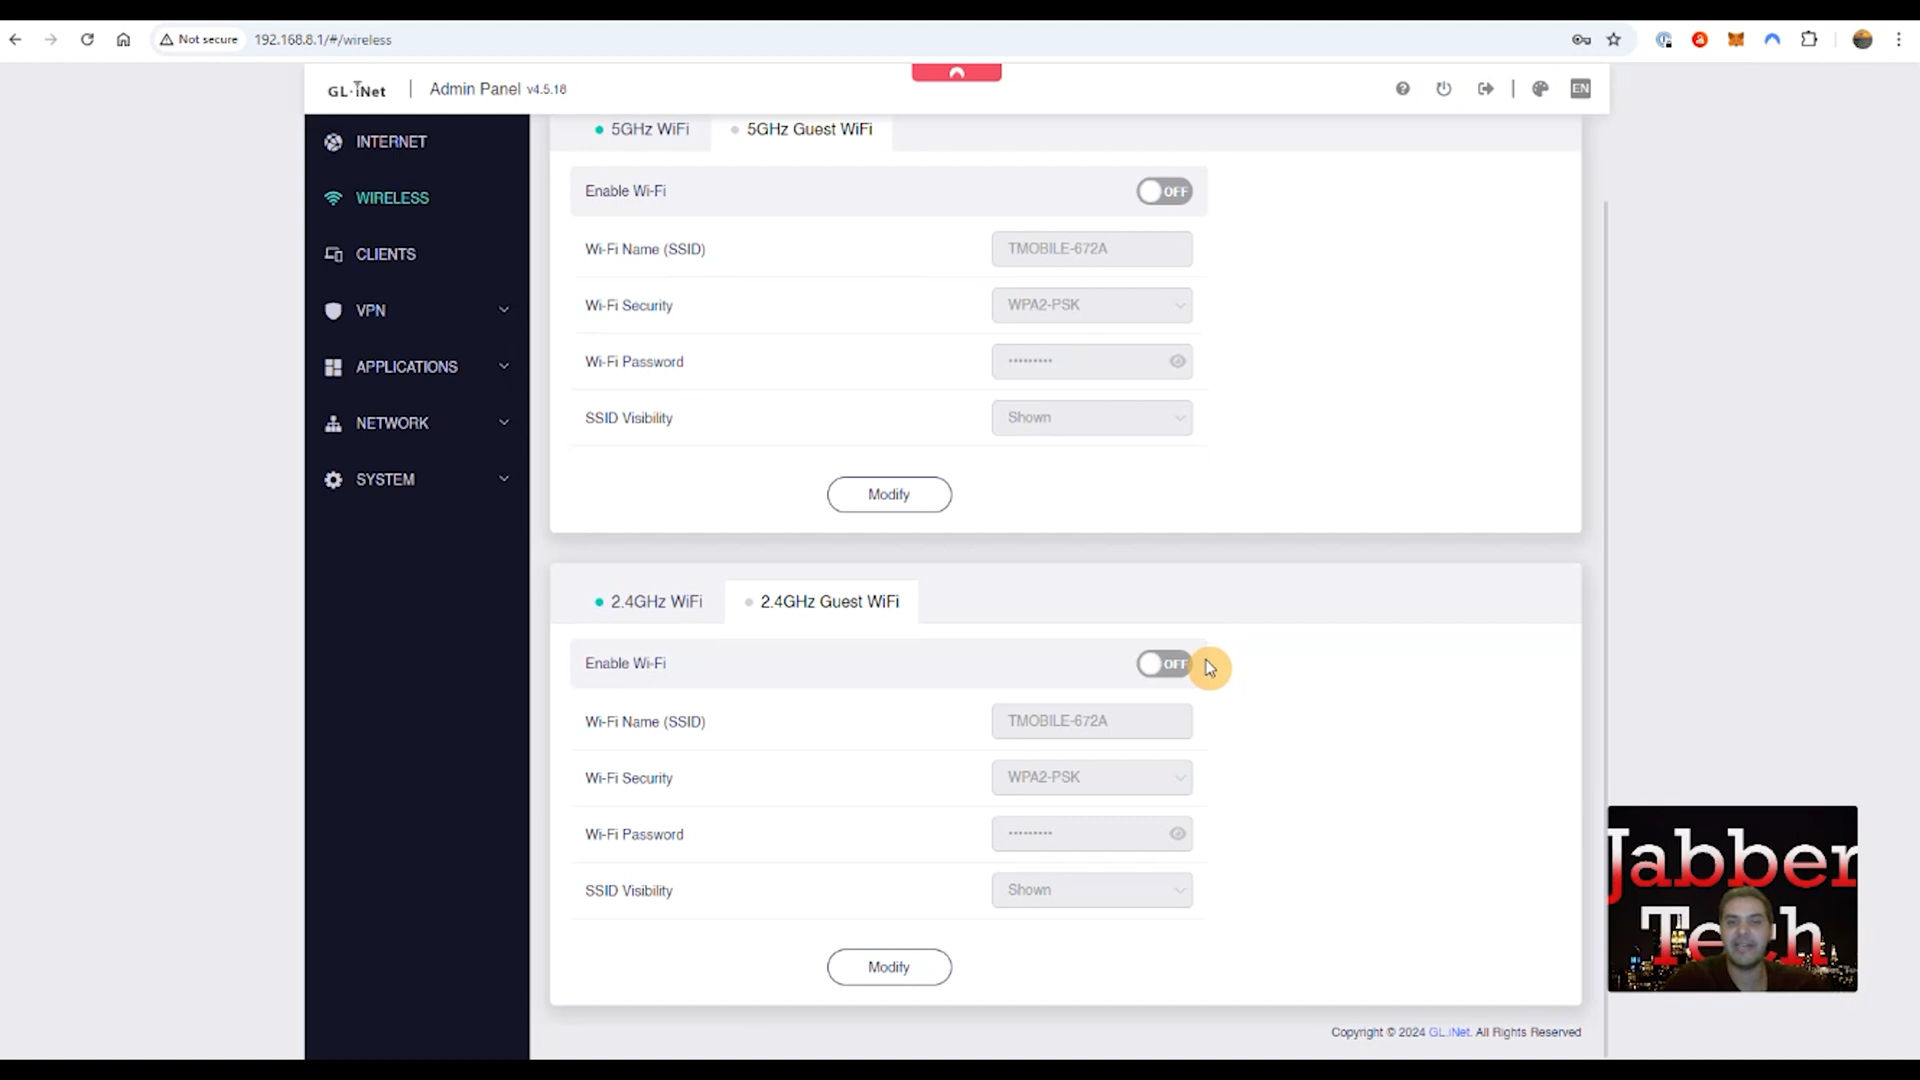 Not secure 192.168.8.1/#/wireless
GL·iNet | Admin Panel v4.5.18 EN
INTERNET
WIRELESS
CLIENTS
VPN
APPLICATIONS
NETWORK
SYSTEM
5GHz WiFi 5GHz Guest WiFi
Enable Wi-Fi OFF
Wi-Fi Name (SSID) TMOBILE-672A
Wi-Fi Security WPA2-PSK
Wi-Fi Password •••••••••
SSID Visibility Shown
Modify
2.4GHz WiFi 2.4GHz Guest WiFi
Enable Wi-Fi OFF
Wi-Fi Name (SSID) TMOBILE-672A
Wi-Fi Security WPA2-PSK
Wi-Fi Password •••••••••
SSID Visibility Shown
Modify
Copyright © 2024 GL.iNet. All Rights Reserved
Jabber
Tech